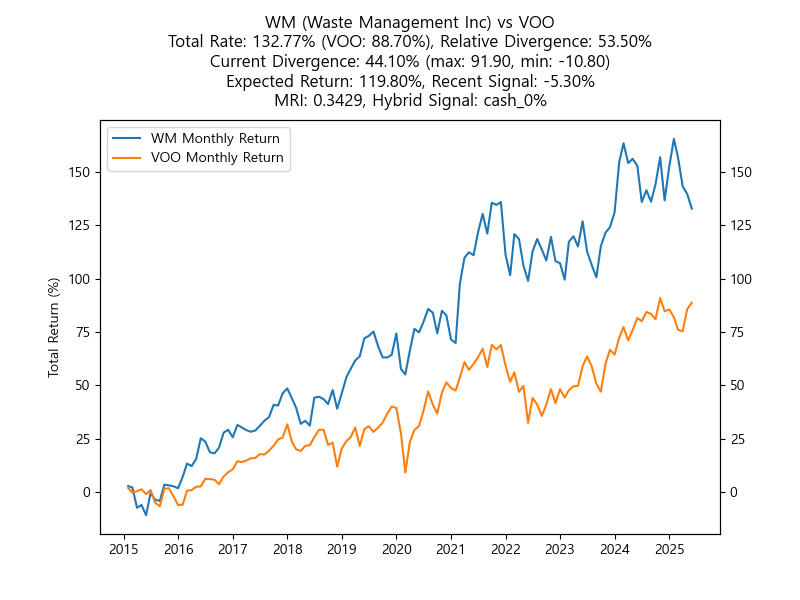 WM (Waste Management Inc) vs VOO
Total Rate: 132.77% (VOO: 88.70%), Relative Divergence: 53.50%
Current Divergence: 44.10% (max: 91.90, min: -10.80)
Expected Return: 119.80%, Recent Signal: -5.30%
MRI: 0.3429, Hybrid Signal: cash_0%
WM Monthly Return
VOO Monthly Return
Total Return (%)
150
125
100
75
50
25
0
150
125
100
75
50
25
0
2015 2016 2017 2018 2019 2020 2021 2022 2023 2024 2025